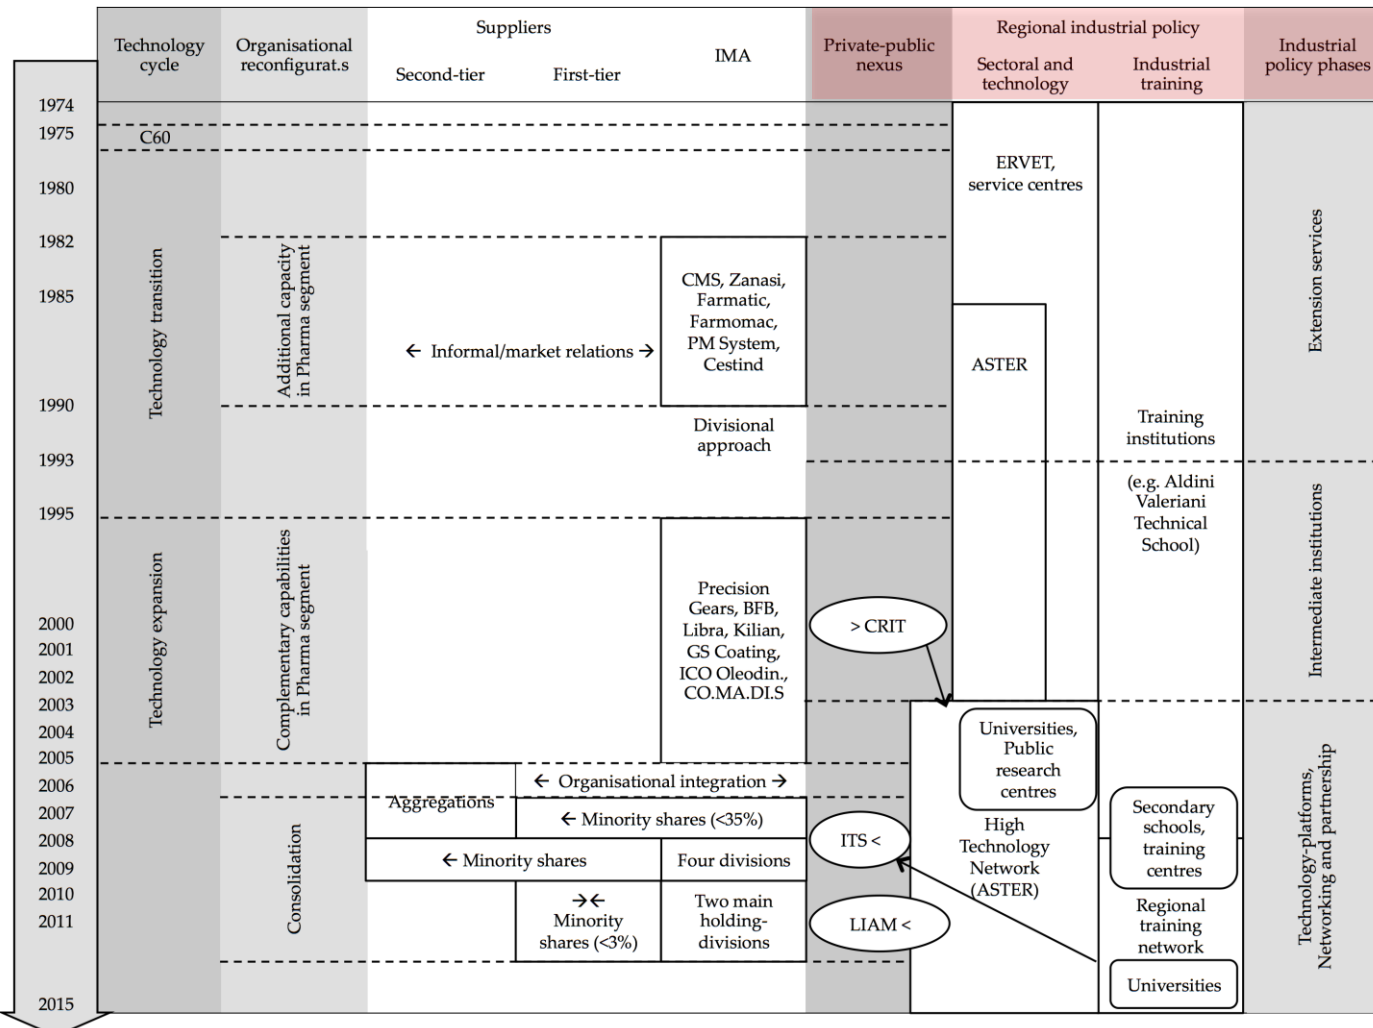 Technology
cycle
Organisational
reconfigurat.s
Suppliers
Second-tier
First-tier
IMA
Private-public
nexus
Regional industrial policy
Sectoral and
technology
Industrial
training
Industrial
policy phases
1974
1975
1980
1982
1985
1990
1993
1995
2000
2001
2002
2003
2004
2005
2006
2007
2008
2009
2010
2011
2015
C60
Technology transition
Technology expansion
Additional capacity
in Pharma segment
Complementary capabilities
in Pharma segment
Consolidation
← Informal/market relations →
CMS, Zanasi,
Farmatic,
Farmomac,
PM System,
Cestind
Divisional
approach
Precision
Gears, BFB,
Libra, Kilian,
GS Coating,
ICO Oleodin.,
CO.MA.DI.S
← Organisational integration →
Aggregations
← Minority shares (<35%)
← Minority shares
Four divisions
→←
Minority
shares (<3%)
Two main
holding-
divisions
> CRIT
ITS <
LIAM <
ERVET,
service centres
ASTER
Universities,
Public
research
centres
High
Technology
Network
(ASTER)
Training
institutions
(e.g. Aldini
Valeriani
Technical
School)
Secondary
schools,
training
centres
Regional
training
network
Universities
Extension services
Intermediate institutions
Technology-platforms,
Networking and partnership